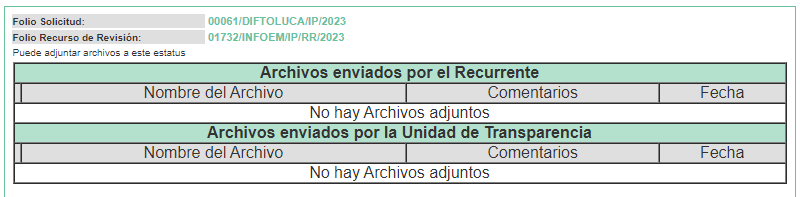 Folio Solicitud: 00061/DIFTOLUCA/IP/2023
Folio Recurso de Revisión: 01732/INFOEM/IP/RR/2023
Puede adjuntar archivos a este estatus
Archivos enviados por el Recurrente
Nombre del Archivo Comentarios Fecha
No hay Archivos adjuntos
Archivos enviados por la Unidad de Transparencia
Nombre del Archivo Comentarios Fecha
No hay Archivos adjuntos